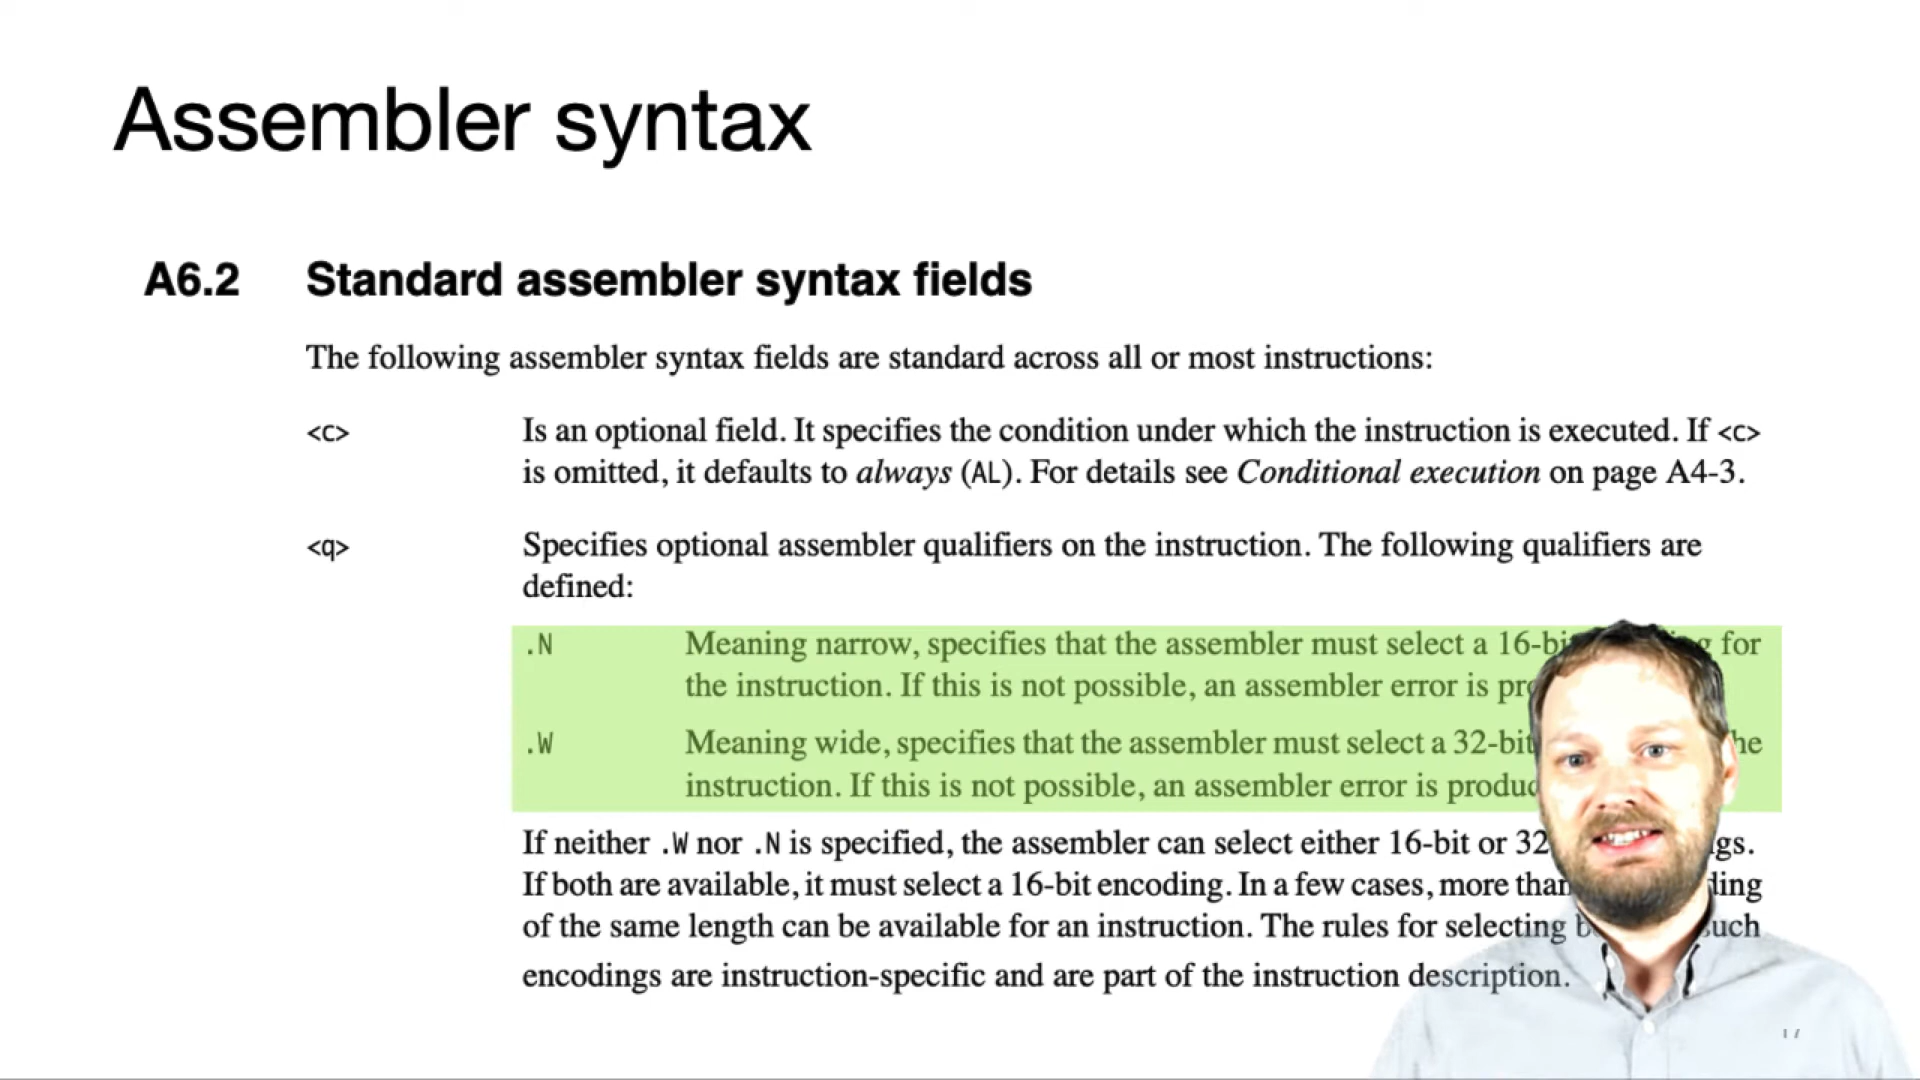 Assembler syntax
A6.2 Standard assembler syntax fields
The following assembler syntax fields are standard across all or most instructions:
<c> Is an optional field. It specifies the condition under which the instruction is executed. If <c>
is omitted, it defaults to always (AL). For details see Conditional execution on page A4-3.
<q> Specifies optional assembler qualifiers on the instruction. The following qualifiers are
defined:
.N Meaning narrow, specifies that the assembler must select a 16-bit for
the instruction. If this is not possible, an assembler error is
.W Meaning wide, specifies that the assembler must select a 32-bit
instruction. If this is not possible, an assembler error is
If neither .W nor .N is specified, the assembler can select either 16-bit or 32
If both are available, it must select a 16-bit encoding. In a few cases, more than
of the same length can be available for an instruction. The rules for selecting such
encodings are instruction-specific and are part of the instruction description.